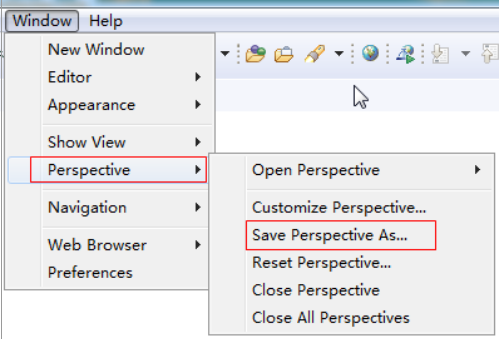 Window Help
New Window
Editor
Appearance
Show View
Perspective
Navigation
Web Browser
Preferences
Open Perspective
Customize Perspective...
Save Perspective As...
Reset Perspective...
Close Perspective
Close All Perspectives